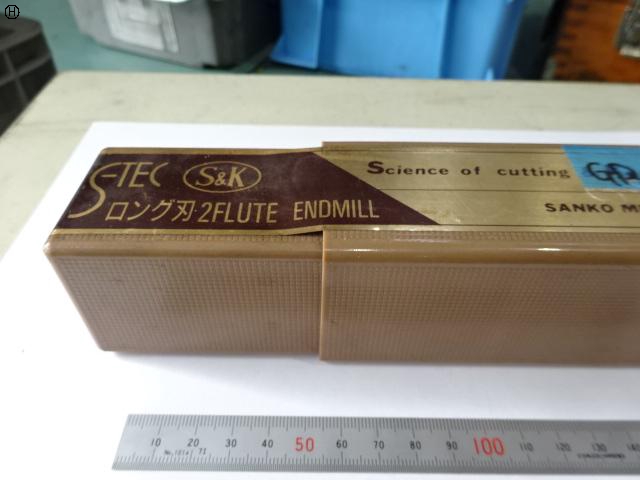 H
S-TEC S&K
ロング刃·2FLUTE ENDMILL
Science of cutting
SANKO
10 20 30 40 50 60 70 80 90 100 110 120 130